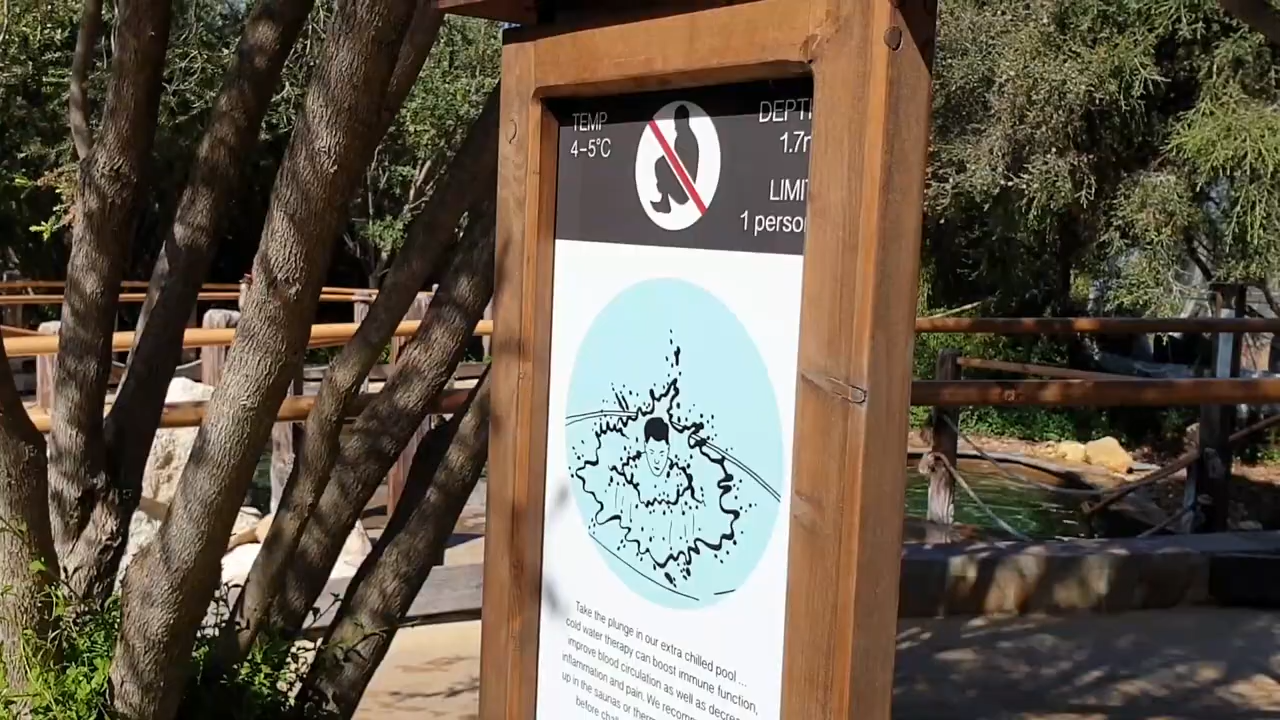 TEMP
4–5°C
DEPTH
1.7m
LIMIT
1 person
Take the plunge in our extra chilled pool ...
cold water therapy can boost immune function,
improve blood circulation as well as decrea
inflammation and pain. We recom
up in the saunas or therm
before chal